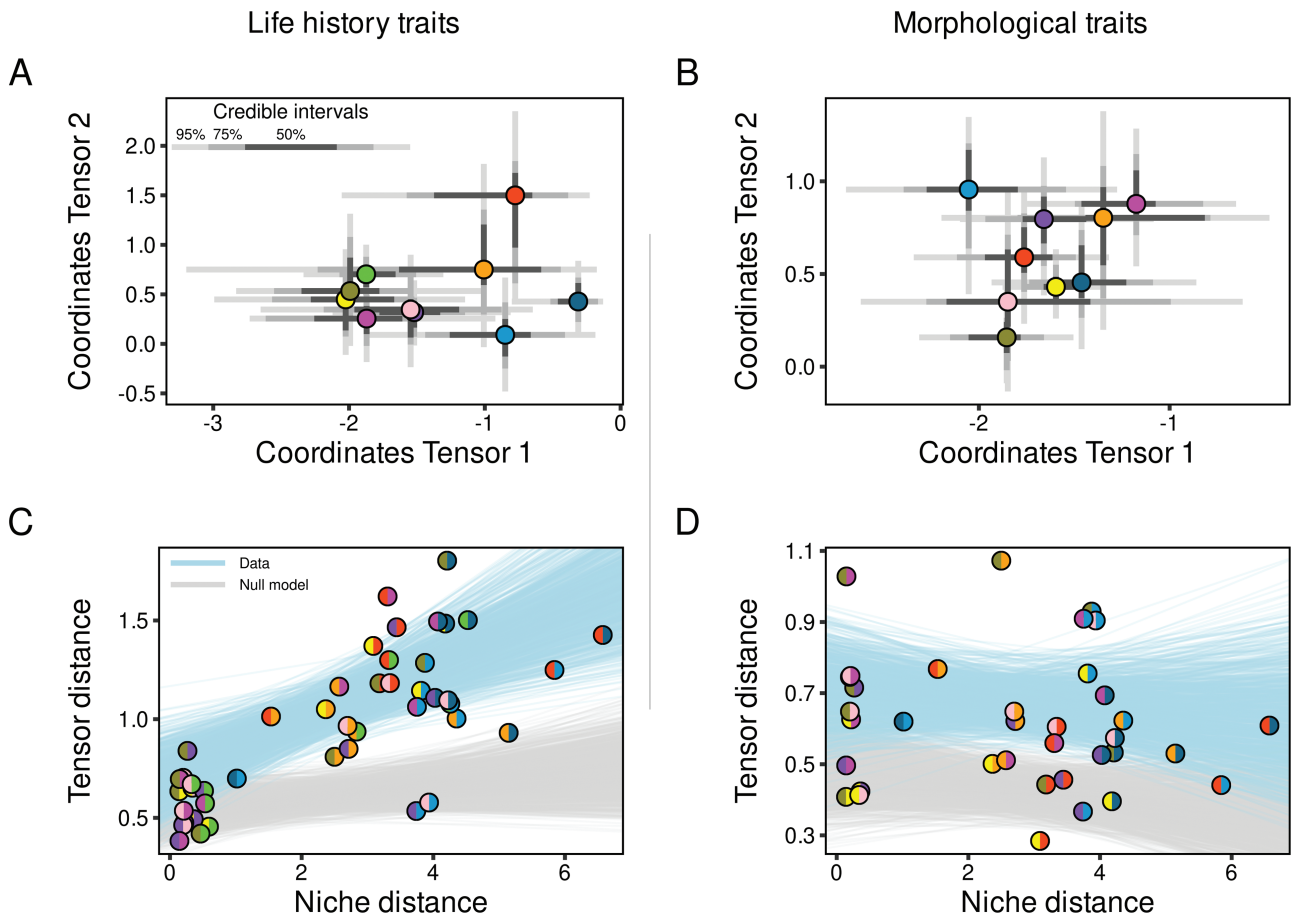 Life history traits
Morphological traits
A
B
Credible intervals
95% 75% 50%
Coordinates Tensor 2
2.0
1.5
1.0
0.5
0.0
-0.5
-3 -2 -1 0
Coordinates Tensor 1
Coordinates Tensor 2
1.0
0.5
0.0
-2 -1
Coordinates Tensor 1
C
D
Data
Null model
Tensor distance
1.5
1.0
0.5
0 2 4 6
Niche distance
Tensor distance
1.1
0.9
0.7
0.5
0.3
0 2 4 6
Niche distance